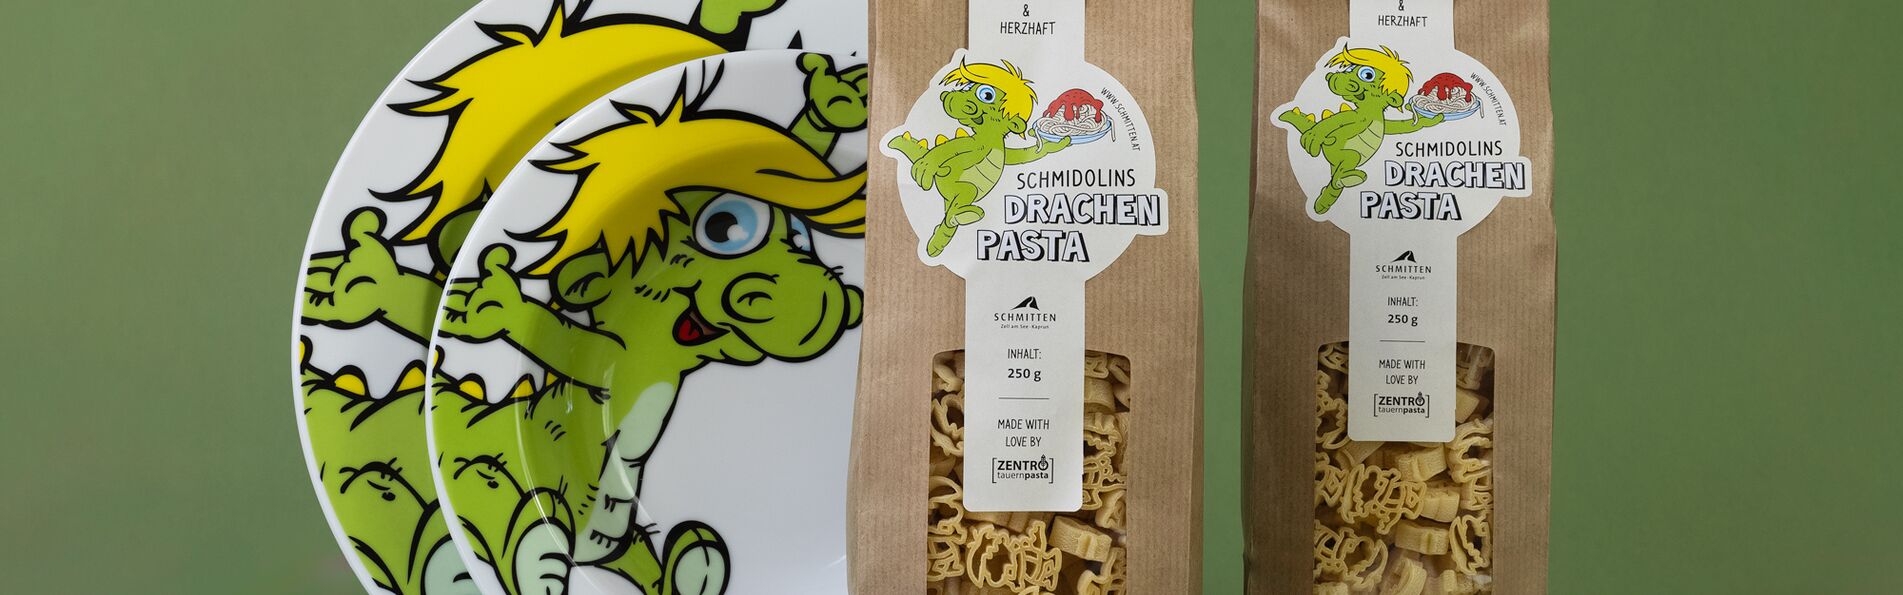 &
HERZHAFT
WWW.SCHMITTEN.AT
SCHMIDOLINS
DRACHEN
PASTA
SCHMITTEN
Zell am See · Kaprun
INHALT:
250 g
MADE WITH
LOVE BY
[ZENTRO
tauernpasta]
&
HERZHAFT
WWW.SCHMITTEN.AT
SCHMIDOLINS
DRACHEN
PASTA
SCHMITTEN
Zell am See · Kaprun
INHALT:
250 g
MADE WITH
LOVE BY
[ZENTRO
tauernpasta]